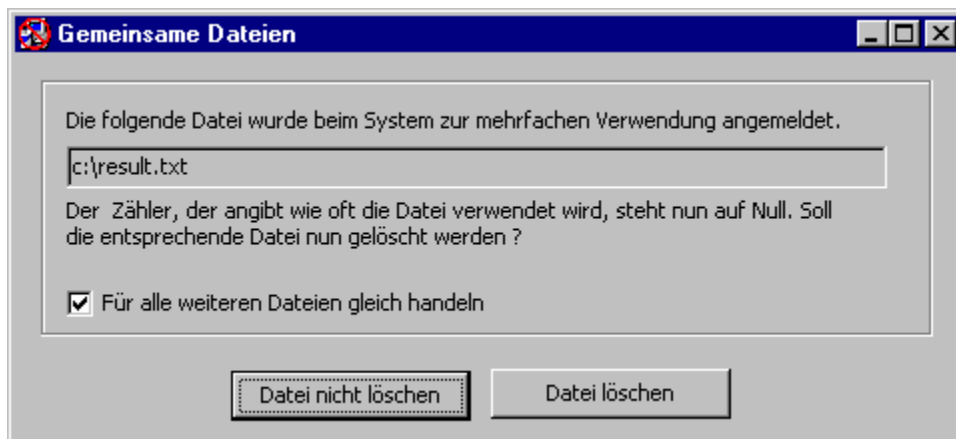 Gemeinsame Dateien
Die folgende Datei wurde beim System zur mehrfachen Verwendung angemeldet.
c:\result.txt
Der  Zähler, der angibt wie oft die Datei verwendet wird, steht nun auf Null. Soll
die entsprechende Datei nun gelöscht werden ?
Für alle weiteren Dateien gleich handeln
Datei nicht löschen
Datei löschen